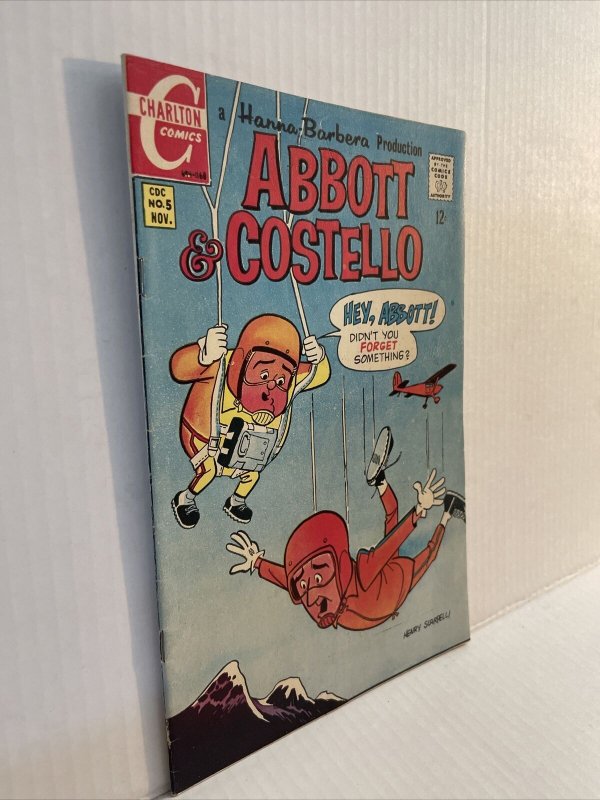 CHARLTON
COMICS
CDC
NO.5
NOV.
a Hanna-Barbera Production
ABBOTT
& COSTELLO
APPROVED
BY THE
COMICS
CODE
AUTHORITY
12¢
HEY, ABBOTT!
DIDN'T YOU
FORGET
SOMETHING?
HENRY SCARPELLI